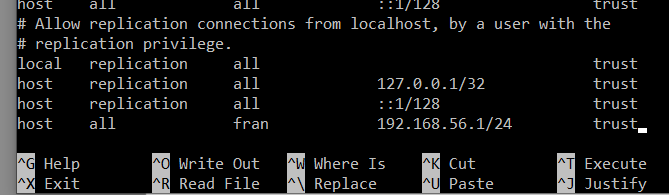 host    all             all             ::1/128                 trust
# Allow replication connections from localhost, by a user with the
# replication privilege.
local   replication     all                                     trust
host    replication     all             127.0.0.1/32            trust
host    replication     all             ::1/128                 trust
host    all             fran            192.168.56.1/24         trust
^G Help         ^O Write Out    ^W Where Is     ^K Cut          ^T Execute
^X Exit         ^R Read File    ^\ Replace      ^U Paste        ^J Justify